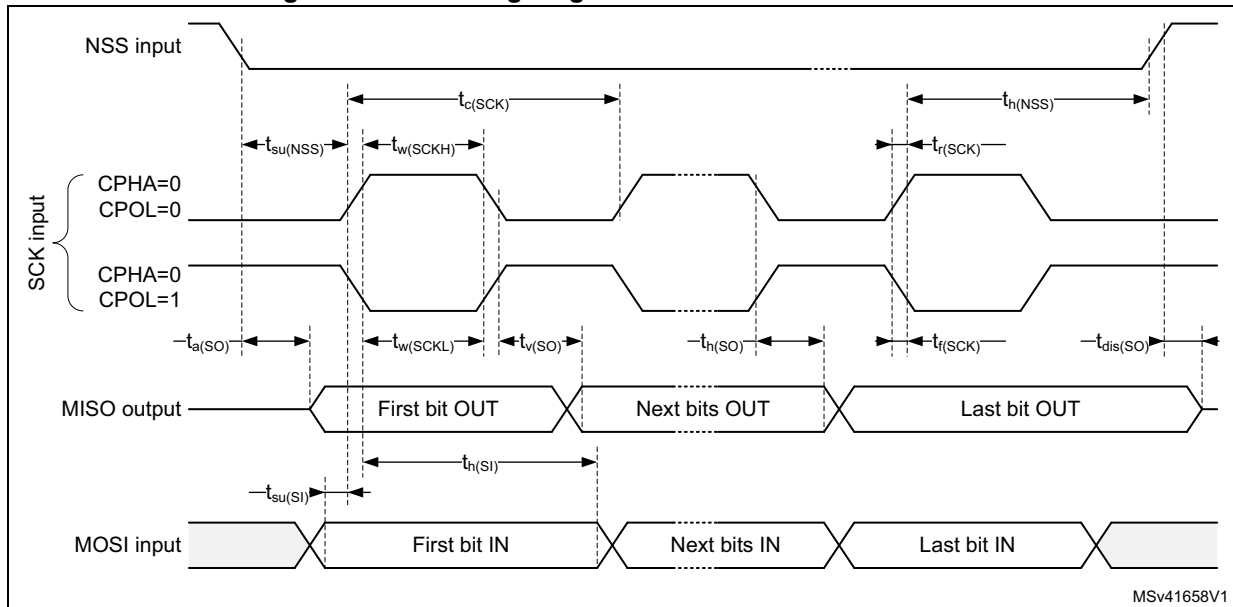 NSS input
tc(SCK)
th(NSS)
tsu(NSS)
tw(SCKH)
tr(SCK)
SCK input
CPHA=0
CPOL=0
CPHA=0
CPOL=1
ta(SO)
tw(SCKL)
tv(SO)
th(SO)
tf(SCK)
tdis(SO)
MISO output
First bit OUT
Next bits OUT
Last bit OUT
th(SI)
tsu(SI)
MOSI input
First bit IN
Next bits IN
Last bit IN
MSv41658V1